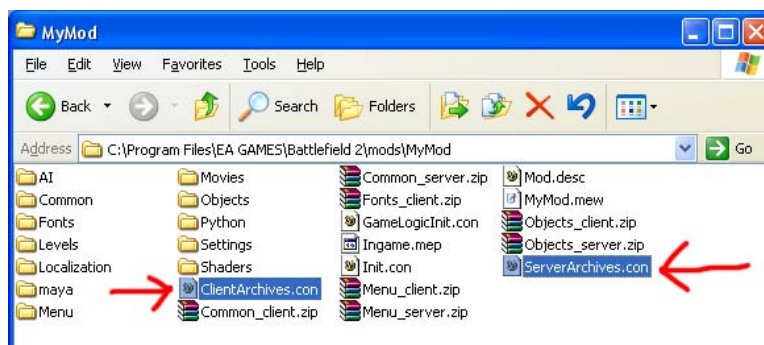 MyMod
File Edit View Favorites Tools Help
Back Search Folders
Address C:\Program Files\EA GAMES\Battlefield 2\mods\MyMod Go
AI Movies Common_server.zip Mod.desc
Common Objects Fonts_client.zip MyMod.mew
Fonts Python GameLogicInit.con Objects_client.zip
Levels Settings Ingame.mep Objects_server.zip
Localization Shaders Init.con ServerArchives.con
maya ClientArchives.con Menu_client.zip
Menu Common_client.zip Menu_server.zip